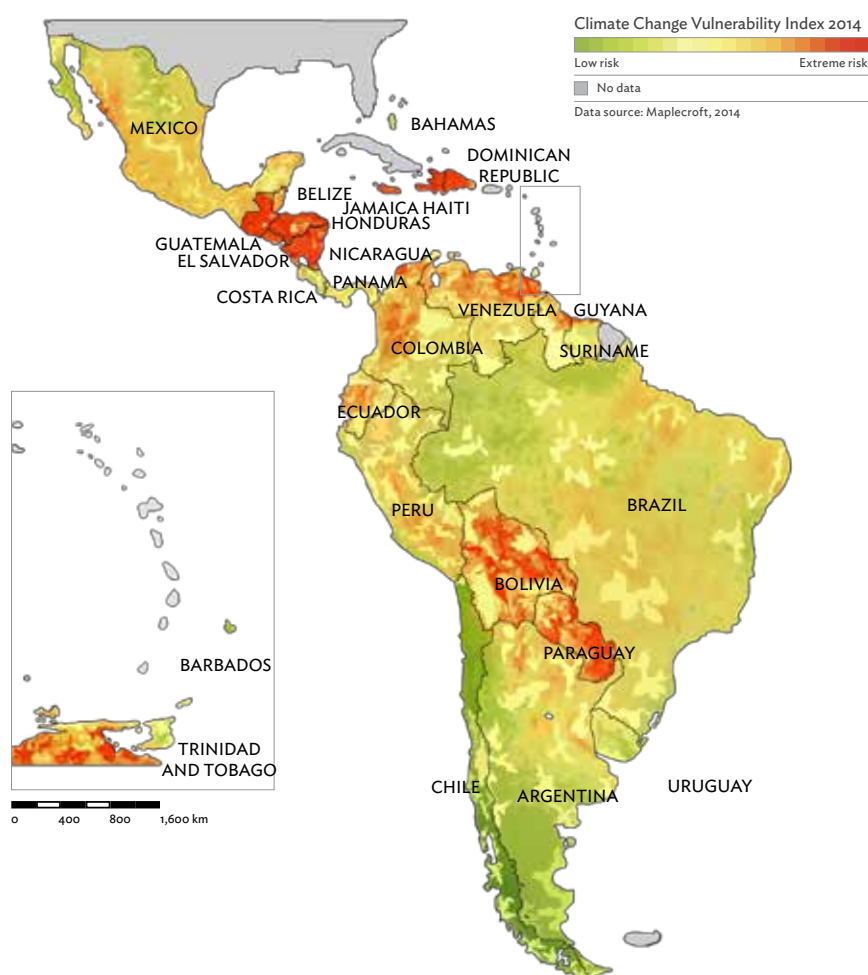 Climate Change Vulnerability Index 2014
Low risk Extreme risk
No data
Data source: Maplecroft, 2014
MEXICO
BAHAMAS
DOMINICAN
REPUBLIC
BELIZE
JAMAICA HAITI
HONDURAS
GUATEMALA
EL SALVADOR
NICARAGUA
PANAMA
COSTA RICA
VENEZUELA
GUYANA
COLOMBIA
SURINAME
ECUADOR
PERU
BRAZIL
BOLIVIA
PARAGUAY
BARBADOS
TRINIDAD
AND TOBAGO
CHILE
ARGENTINA
URUGUAY
0 400 800 1,600 km